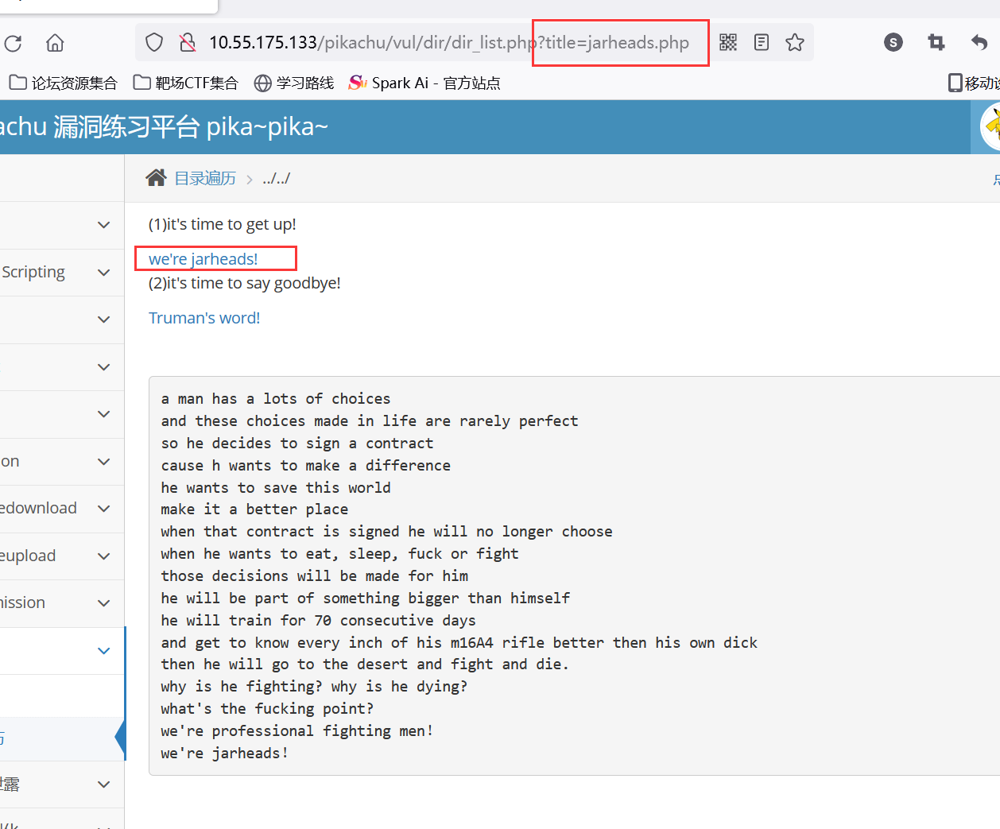 10.55.175.133/pikachu/vul/dir/dir_list.php?title=jarheads.php
S
论坛资源集合 靶场CTF集合 学习路线 Spark Ai - 官方站点 移动设
achu 漏洞练习平台 pika~pika~
目录遍历 > ../../
(1)it's time to get up!
we're jarheads!
(2)it's time to say goodbye!
Truman's word!
Scripting
on
edownload
eupload
ission
历
泄露
a man has a lots of choices
and these choices made in life are rarely perfect
so he decides to sign a contract
cause h wants to make a difference
he wants to save this world
make it a better place
when that contract is signed he will no longer choose
when he wants to eat, sleep, fuck or fight
those decisions will be made for him
he will be part of something bigger than himself
he will train for 70 consecutive days
and get to know every inch of his m16A4 rifle better then his own dick
then he will go to the desert and fight and die.
why is he fighting? why is he dying?
what's the fucking point?
we're professional fighting men!
we're jarheads!